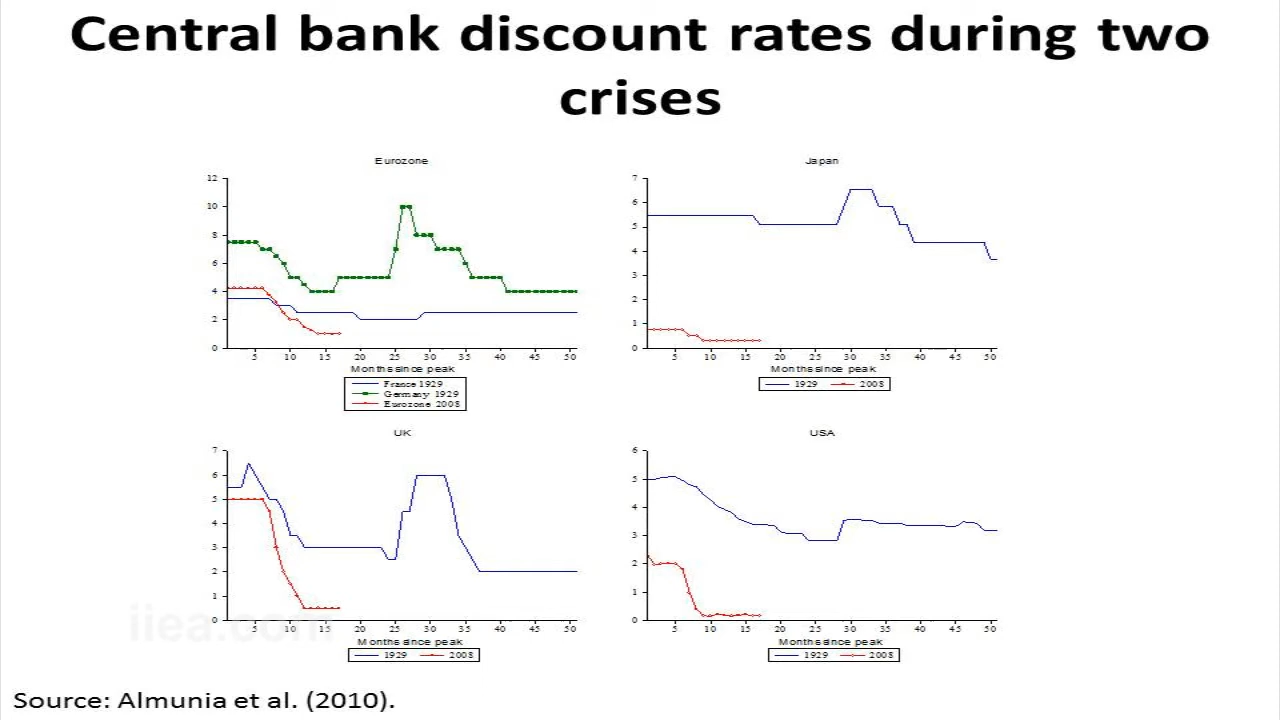 Central bank discount rates during two
crises
Eurozone
12
10
8
6
4
2
0
5 10 15 20 25 30 35 40 45 50
Months since peak
France 1929
Germany 1929
Eurozone 2008
Japan
7
6
5
4
3
2
1
0
5 10 15 20 25 30 35 40 45 50
Months since peak
1929 2008
UK
7
6
5
4
3
2
1
0
5 10 15 20 25 30 35 40 45 50
Months since peak
1929 2008
USA
6
5
4
3
2
1
0
5 10 15 20 25 30 35 40 45 50
Months since peak
1929 2008
iiea.com
Source: Almunia et al. (2010).